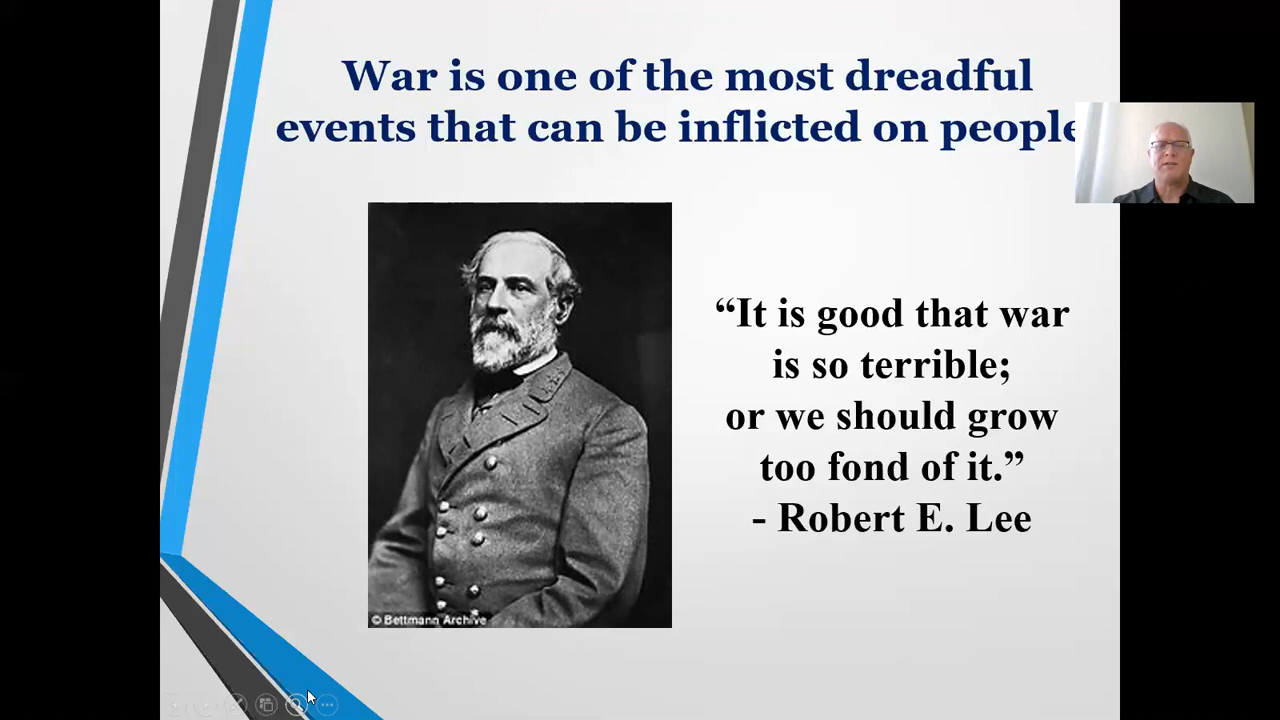 War is one of the most dreadful
events that can be inflicted on people
“It is good that war
is so terrible;
or we should grow
too fond of it.”
- Robert E. Lee
© Bettmann Archive